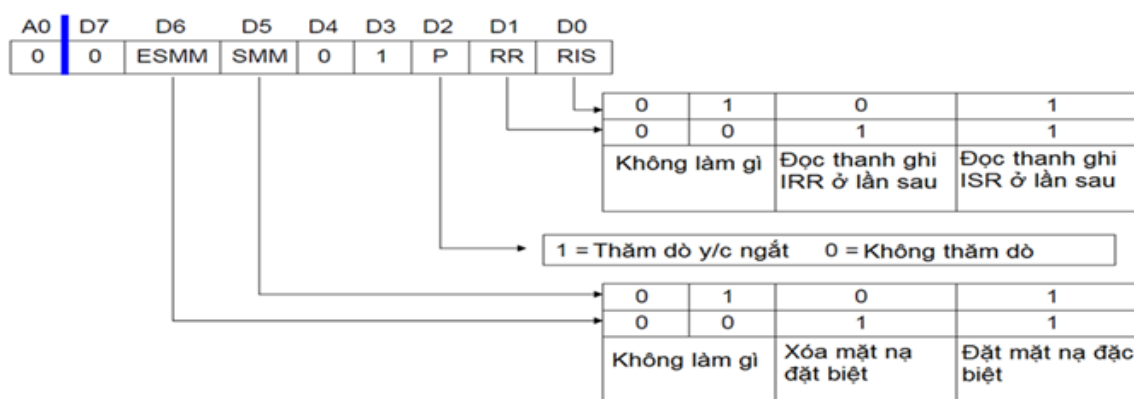 A0 D7 D6 D5 D4 D3 D2 D1 D0
0 0 ESMM SMM 0 1 P RR RIS
0 1 0 1
0 0 1 1
Không làm gì Đọc thanh ghi Đọc thanh ghi
IRR ở lần sau ISR ở lần sau
1 = Thăm dò y/c ngắt 0 = Không thăm dò
0 1 0 1
0 0 1 1
Không làm gì Xóa mặt nạ Đặt mặt nạ đặc
đặt biệt biệt